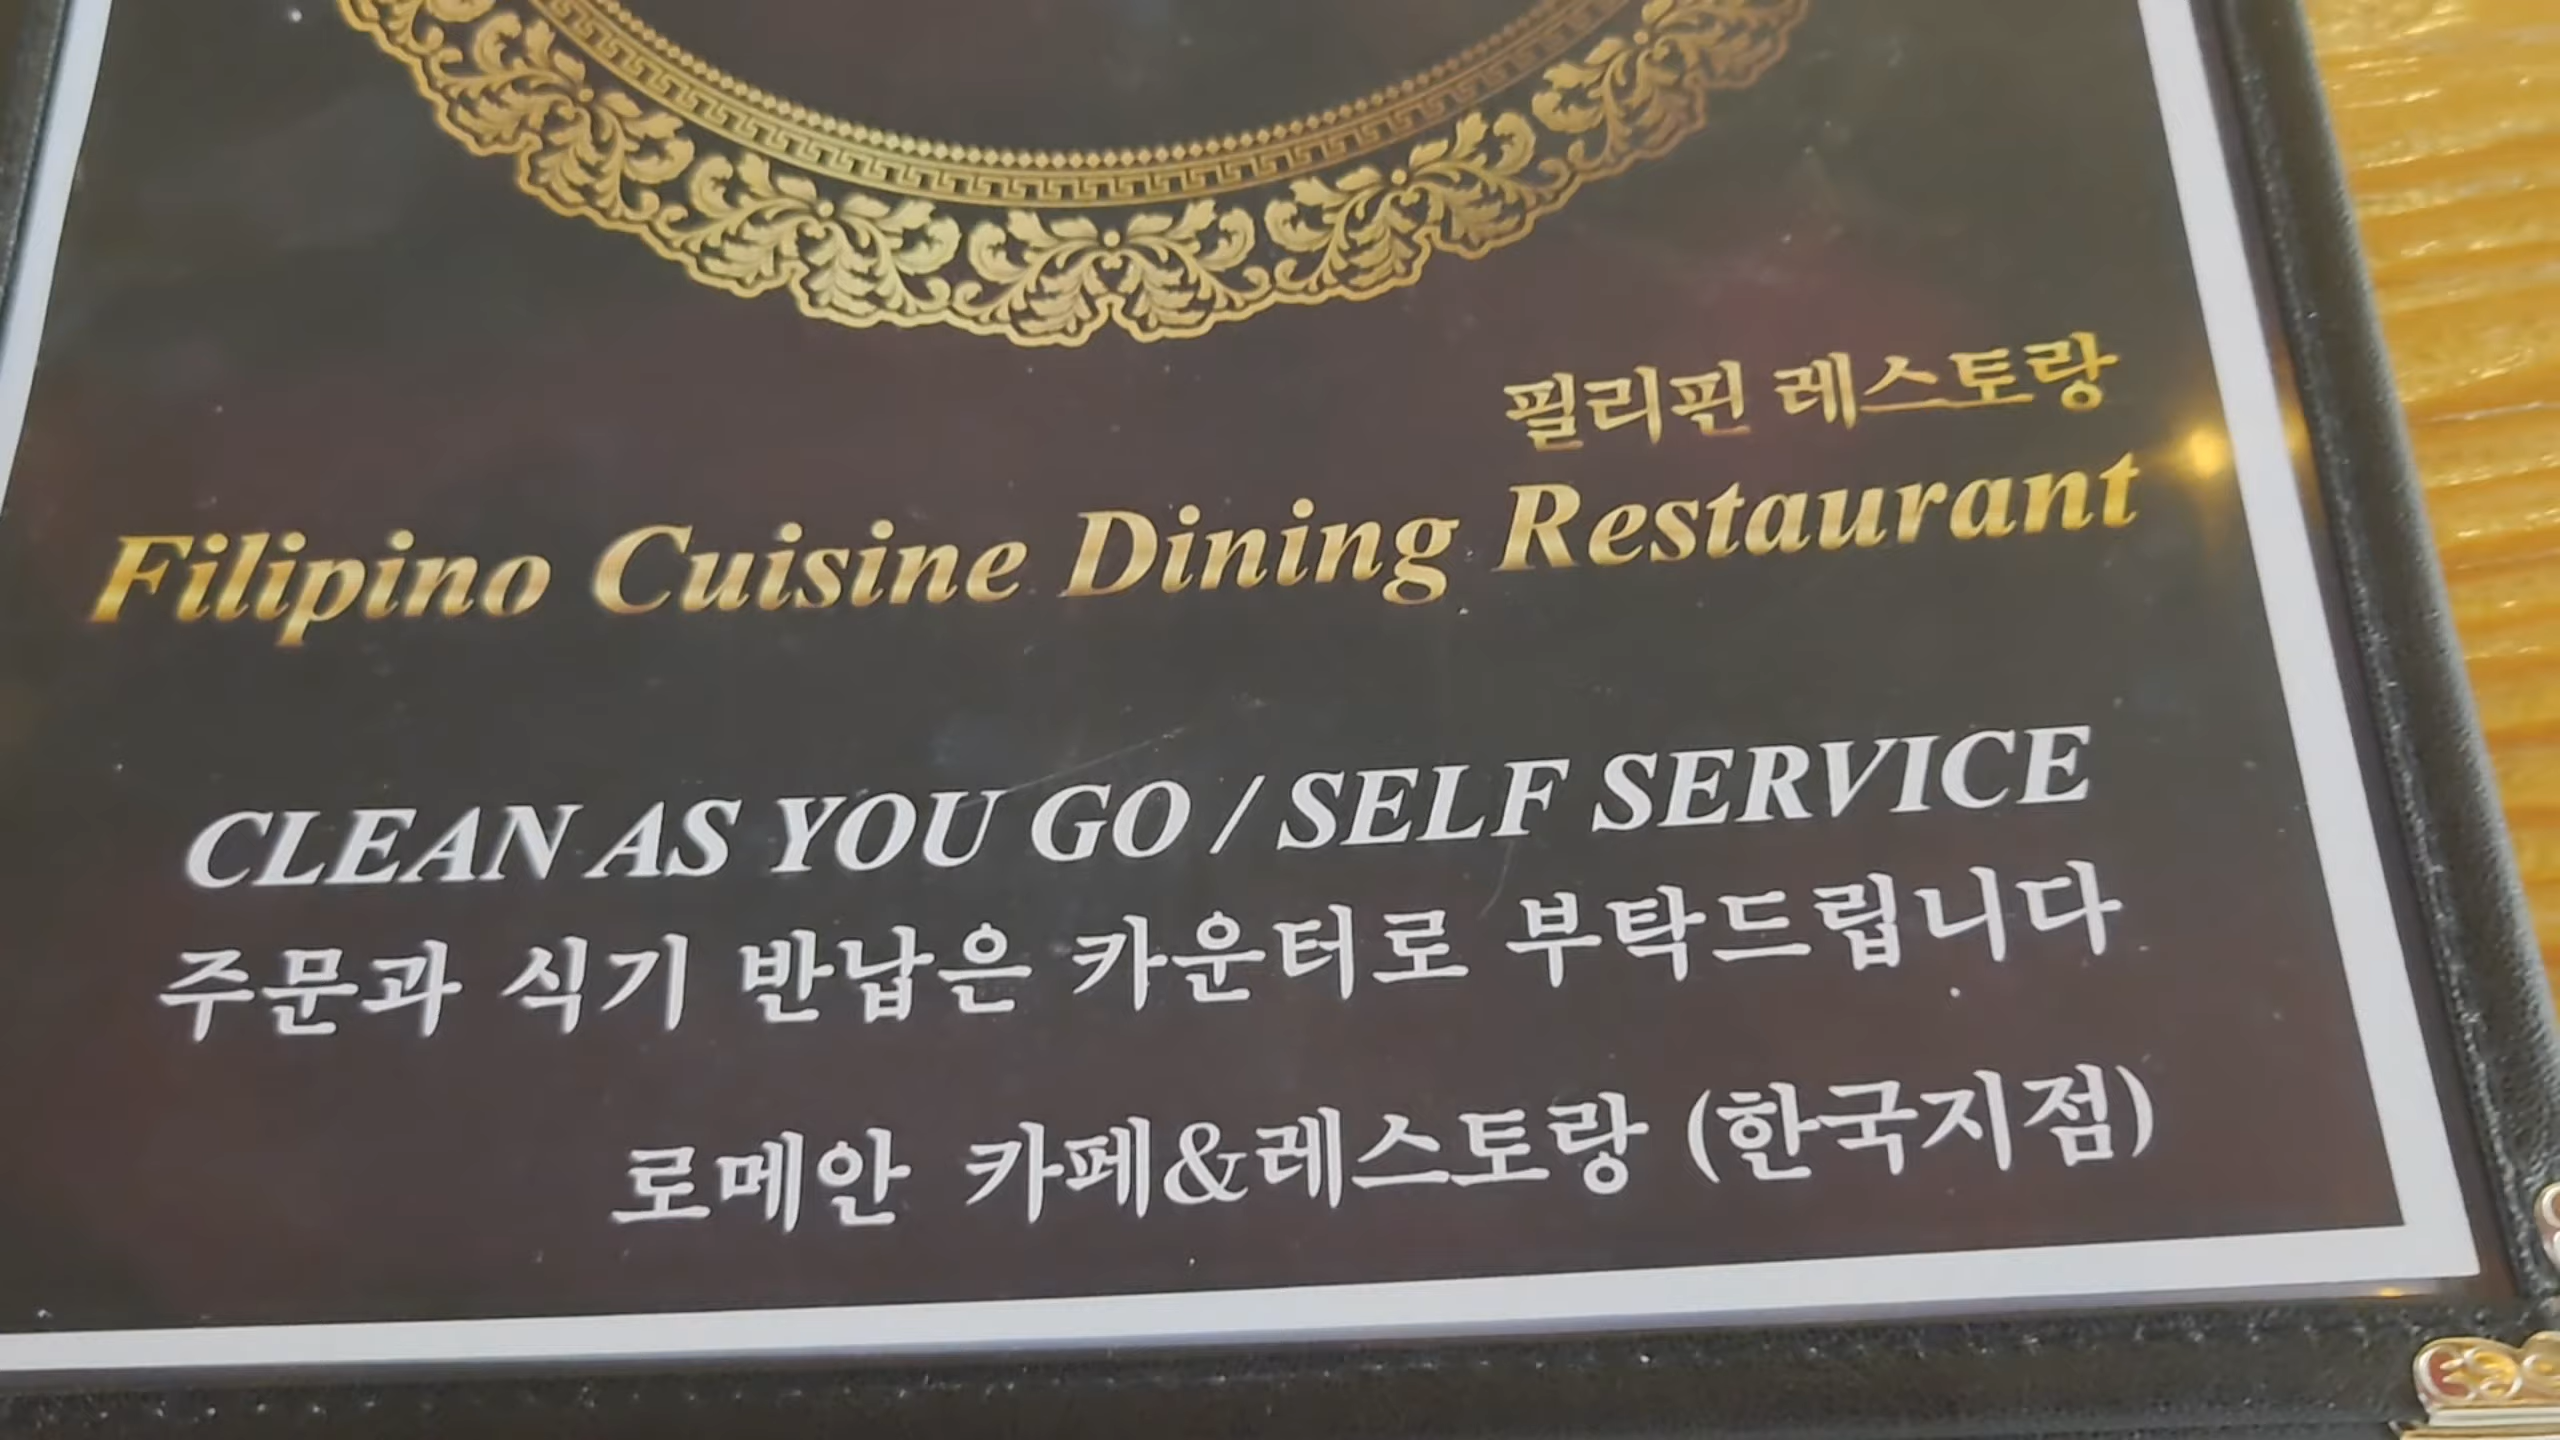 필리핀 레스토랑
Filipino Cuisine Dining Restaurant
CLEAN AS YOU GO / SELF SERVICE
주문과 식기 반납은 카운터로 부탁드립니다
로메안 카페&레스토랑 (한국지점)